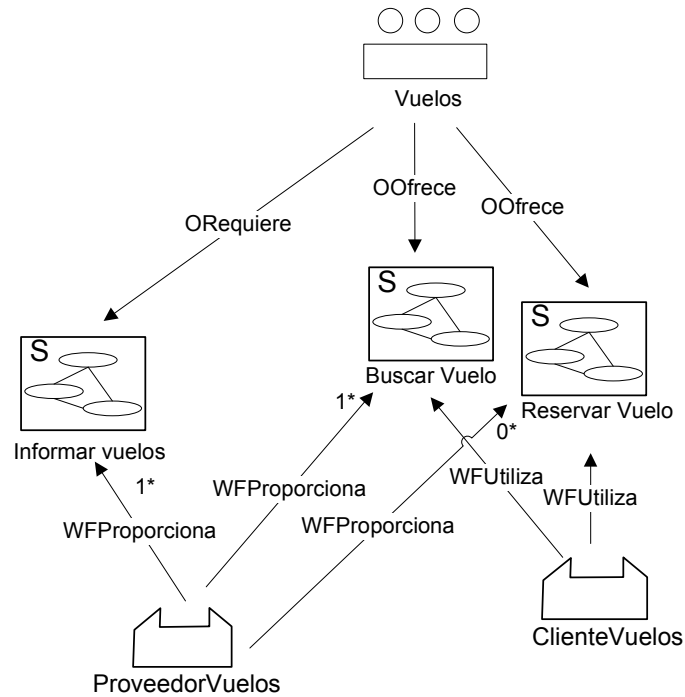 Vuelos
OOfrece
OOfrece
ORequiere
S
S
S
Buscar Vuelo
Reservar Vuelo
1*
0*
Informar vuelos
WFUtiliza
1*
WFProporciona
WFUtiliza
WFProporciona
WFProporciona
ClienteVuelos
ProveedorVuelos